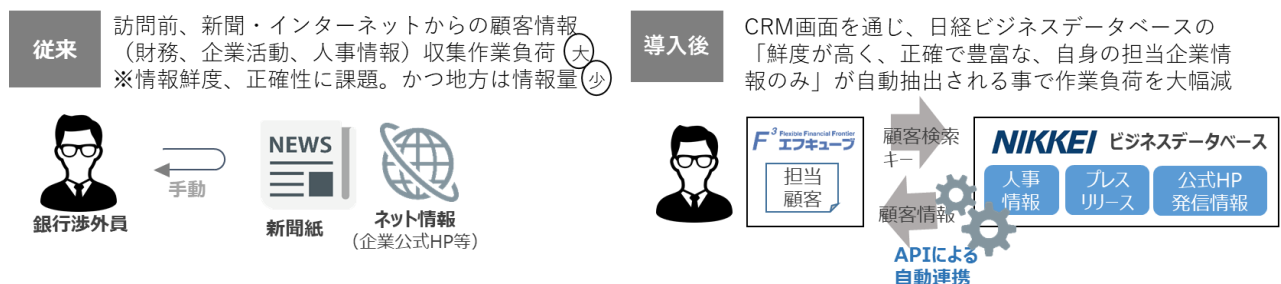 従来
訪問前、新聞・インターネットからの顧客情報
（財務、企業活動、人事情報）収集作業負荷 大
※情報鮮度、正確性に課題。かつ地方は情報量 少
銀行渉外員
手動
NEWS
新聞紙
ネット情報
（企業公式HP等）
導入後
CRM画面を通じ、日経ビジネスデータベースの
「鮮度が高く、正確で豊富な、自身の担当企業情
報のみ」が自動抽出される事で作業負荷を大幅減
F³ Flexible Financial Frontier
エフキューブ
担当
顧客
顧客検索
キー
顧客情報
APIによる
自動連携
NIKKEI ビジネスデータベース
人事
情報
プレス
リリース
公式HP
発信情報